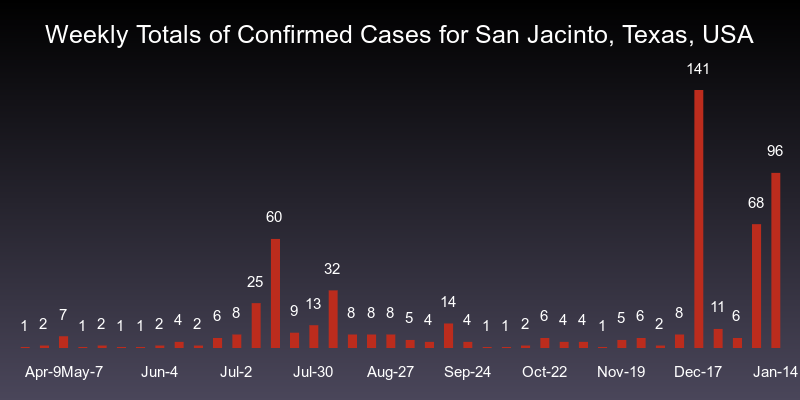 Weekly Totals of Confirmed Cases for San Jacinto, Texas, USA
1 2 7 1 2 1 1 2 4 2 6 8 25 60 9 13 32 8 8 8 5 4 14 4 1 1 2 6 4 4 1 5 6 2 8 141 11 6 68 96
Apr-9 May-7 Jun-4 Jul-2 Jul-30 Aug-27 Sep-24 Oct-22 Nov-19 Dec-17 Jan-14